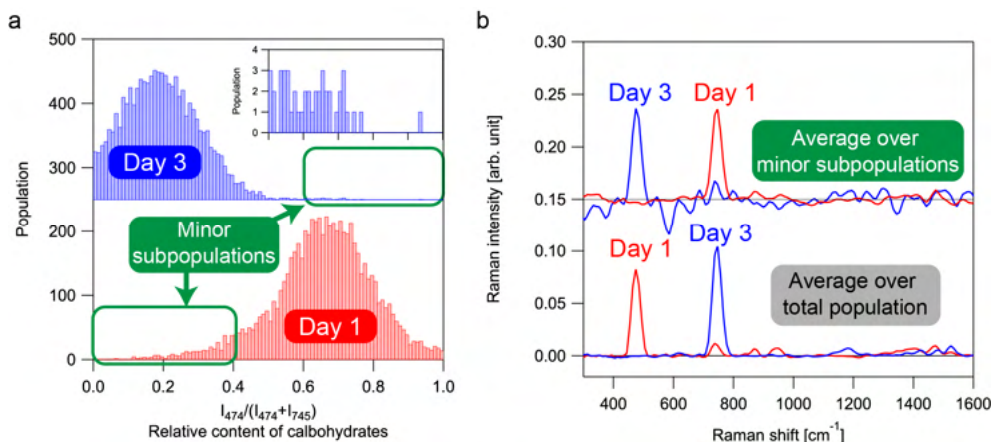 a
500
400
300
200
100
0
Population
Day 3
4
3
2
1
0
Population
Minor
subpopulations
Day 1
0.0
0.2
0.4
0.6
0.8
1.0
I474/(I474+I745)
Relative content of calbohydrates
b
0.30
0.25
0.20
0.15
0.10
0.05
0.00
Raman intensity [arb. unit]
Day 3
Day 1
Average over
minor subpopulations
Day 1
Day 3
Average over
total population
400
600
800
1000
1200
1400
1600
Raman shift [cm-1]